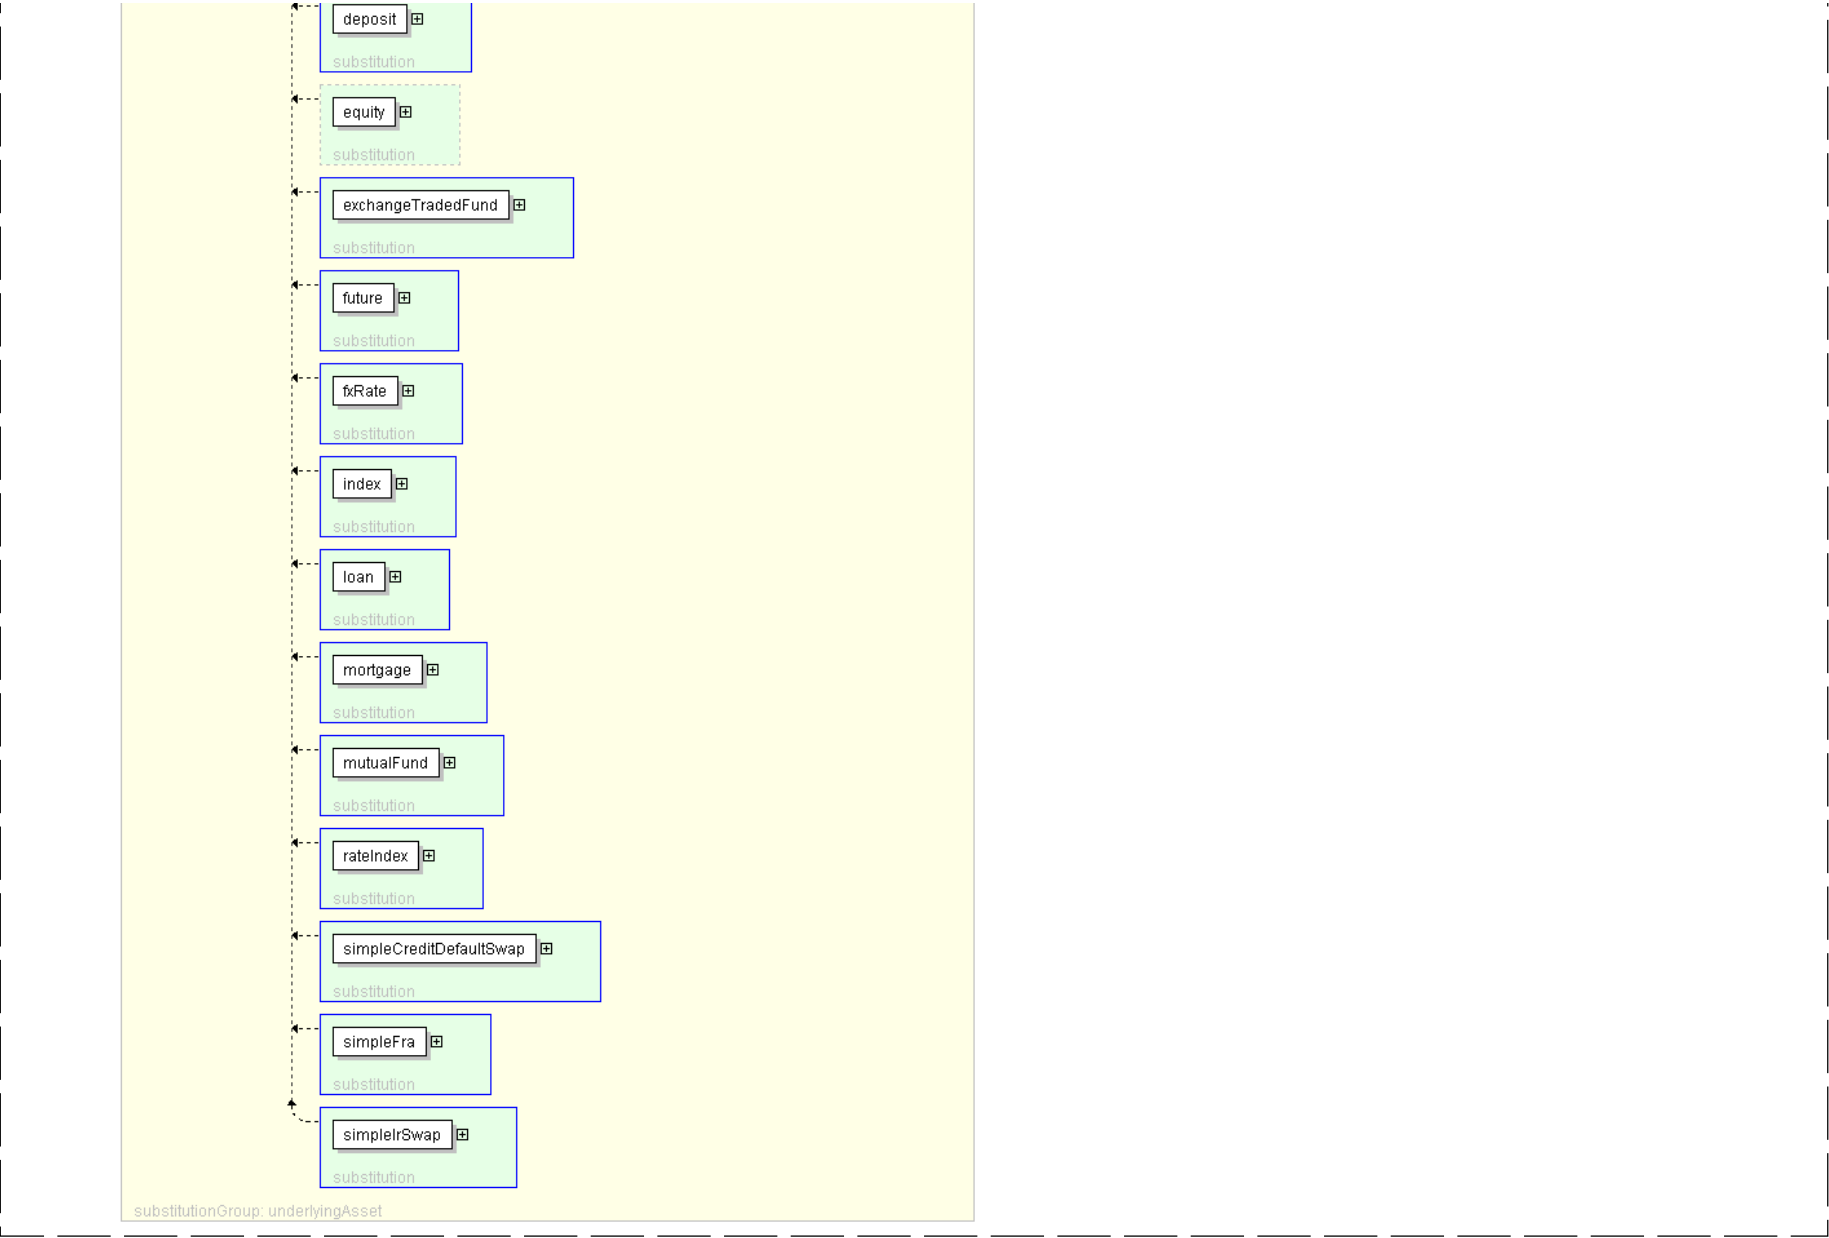 deposit
substitution
equity
substitution
exchangeTradedFund
substitution
future
substitution
fxRate
substitution
index
substitution
loan
substitution
mortgage
substitution
mutualFund
substitution
rateIndex
substitution
simpleCreditDefaultSwap
substitution
simpleFra
substitution
simpleIrSwap
substitution
substitutionGroup: underlyingAsset